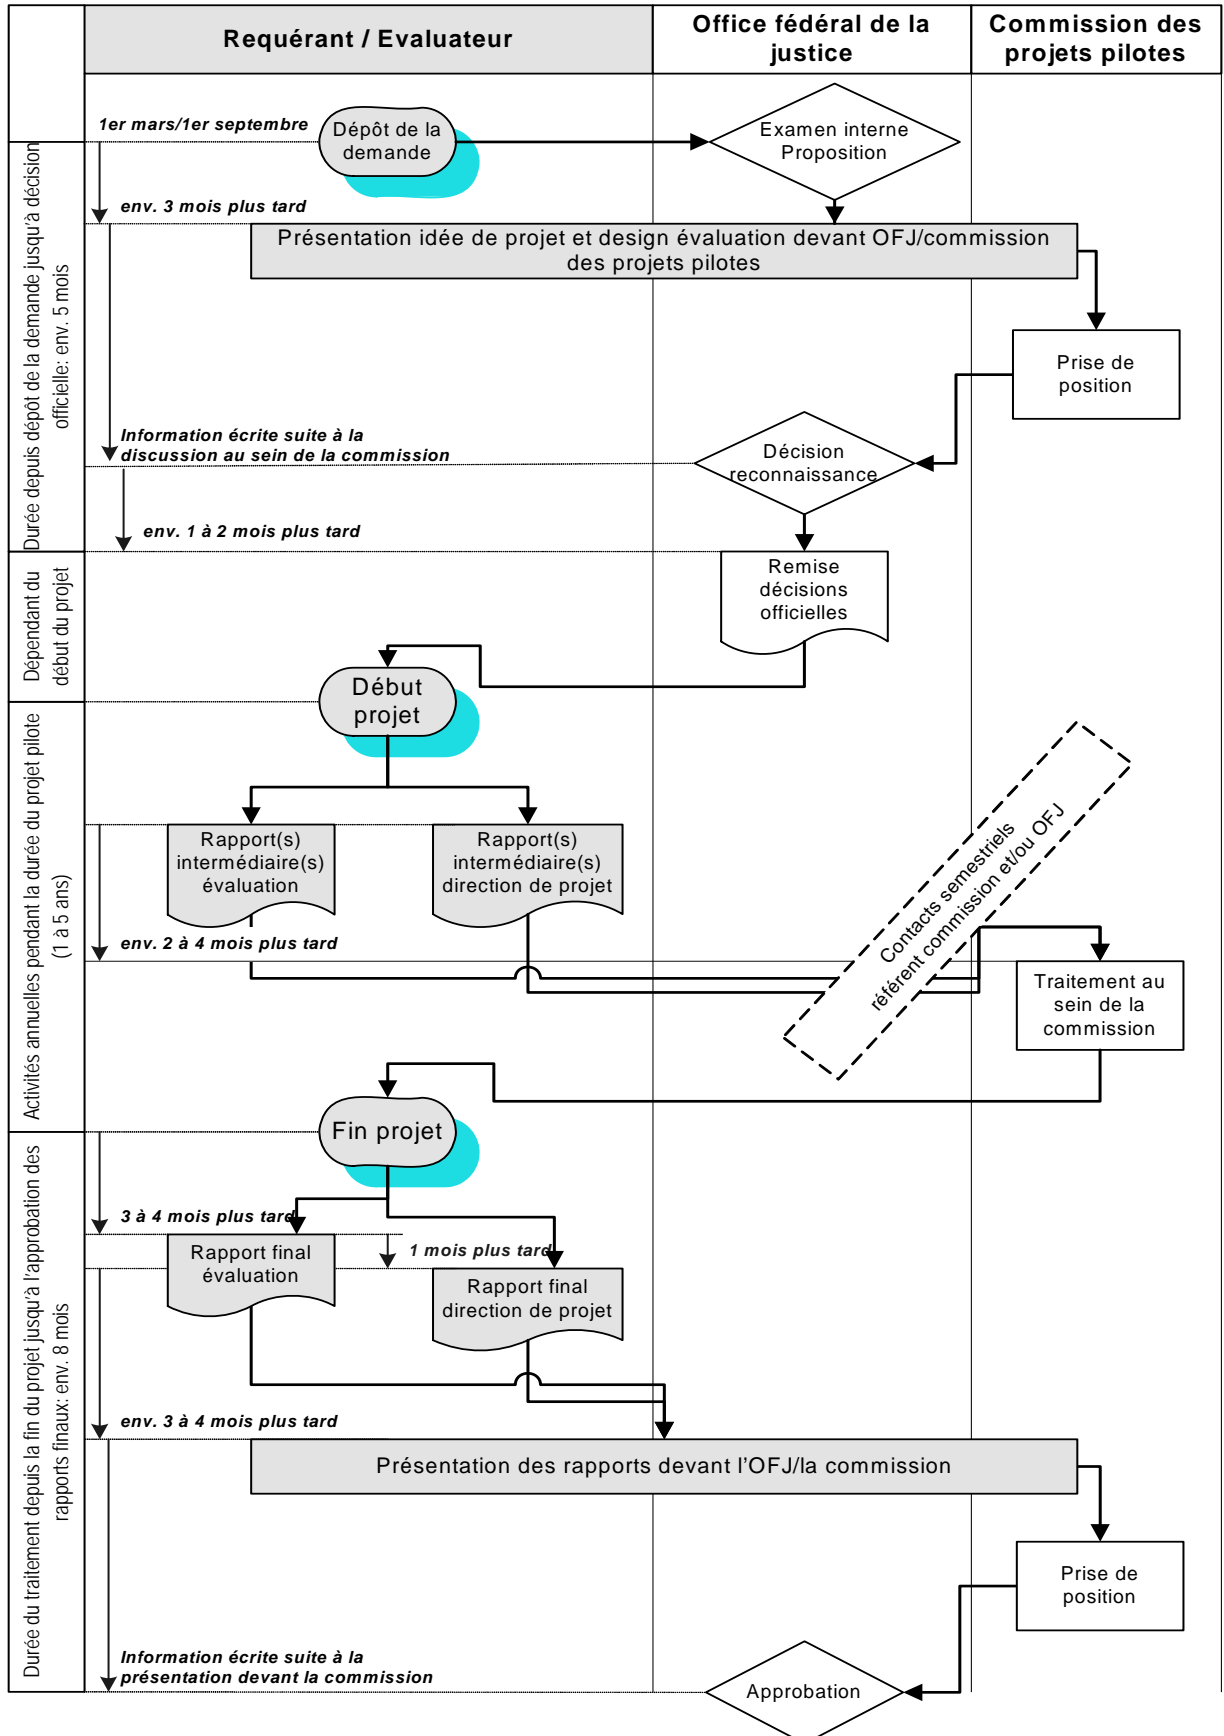 Requérant / Evaluateur
Office fédéral de la
justice
Commission des
projets pilotes
1er mars/1er septembre
Dépôt de la
demande
Examen interne
Proposition
Durée depuis dépôt de la demande jusqu'à décision
officielle: env. 5 mois
env. 3 mois plus tard
Présentation idée de projet et design évaluation devant OFJ/commission
des projets pilotes
Prise de
position
Information écrite suite à la
discussion au sein de la commission
Décision
reconnaissance
env. 1 à 2 mois plus tard
Remise
décisions
officielles
Dépendant du
début du projet
Début
projet
Activités annuelles pendant la durée du projet pilote
(1 à 5 ans)
Rapport(s)
intermédiaire(s)
évaluation
Rapport(s)
intermédiaire(s)
direction de projet
Contacts semestriels
référent commission et/ou OFJ
env. 2 à 4 mois plus tard
Traitement au
sein de la
commission
Fin projet
Durée du traitement depuis la fin du projet jusqu'à l'approbation des
rapports finaux: env. 8 mois
3 à 4 mois plus tard
Rapport final
évaluation
1 mois plus tard
Rapport final
direction de projet
env. 3 à 4 mois plus tard
Présentation des rapports devant l'OFJ/la commission
Prise de
position
Information écrite suite à la
présentation devant la commission
Approbation